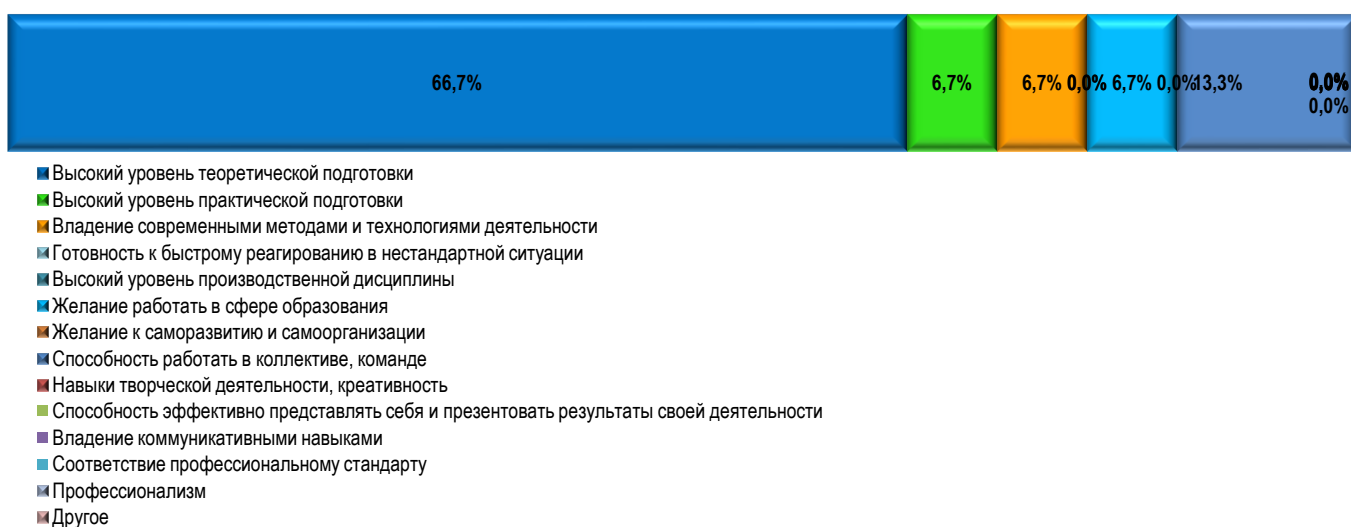 66,7% 6,7% 6,7% 0,0% 6,7% 0,0% 13,3% 0,0%
0,0%
Высокий уровень теоретической подготовки
Высокий уровень практической подготовки
Владение современными методами и технологиями деятельности
Готовность к быстрому реагированию в нестандартной ситуации
Высокий уровень производственной дисциплины
Желание работать в сфере образования
Желание к саморазвитию и самоорганизации
Способность работать в коллективе, команде
Навыки творческой деятельности, креативность
Способность эффективно представлять себя и презентовать результаты своей деятельности
Владение коммуникативными навыками
Соответствие профессиональному стандарту
Профессионализм
Другое